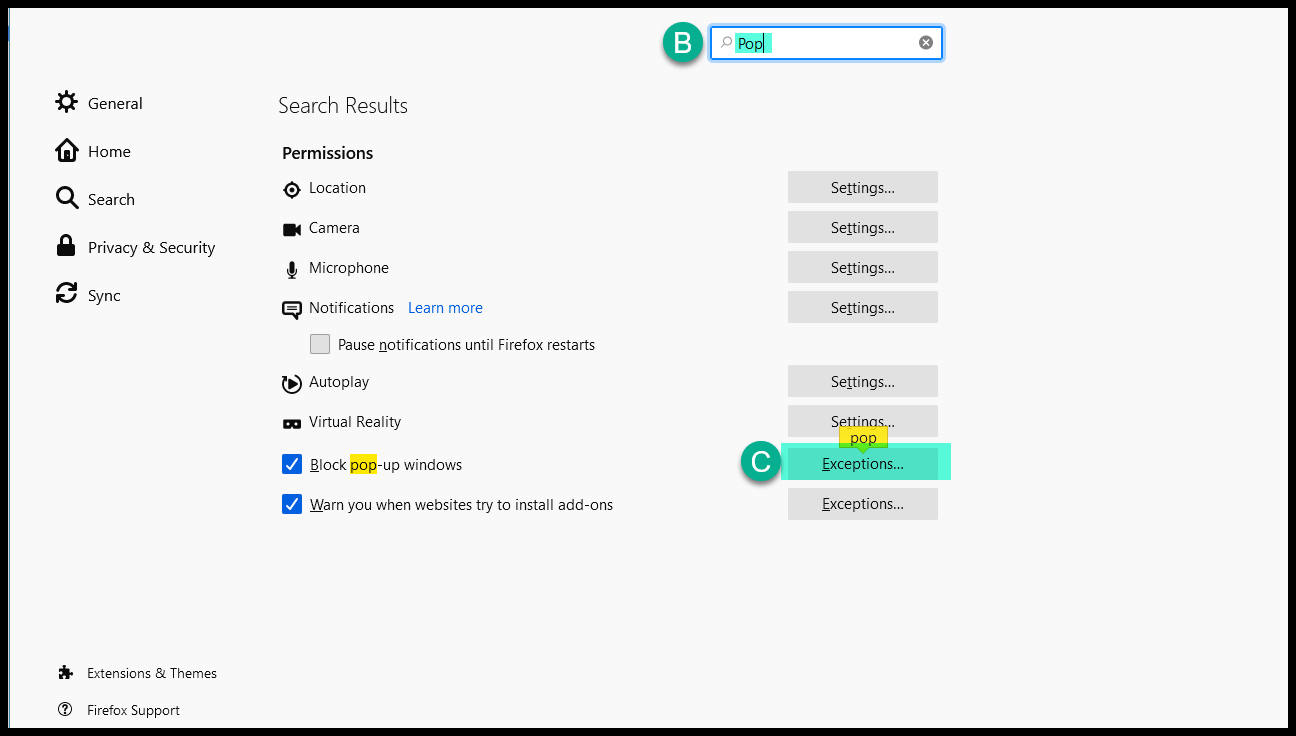 B
Pop
General
Home
Search
Privacy & Security
Sync
Search Results
Permissions
Location Settings...
Camera Settings...
Microphone Settings...
Notifications Learn more Settings...
Pause notifications until Firefox restarts
Autoplay Settings...
Virtual Reality Settings...
pop
Block pop-up windows C Exceptions...
Warn you when websites try to install add-ons Exceptions...
Extensions & Themes
Firefox Support